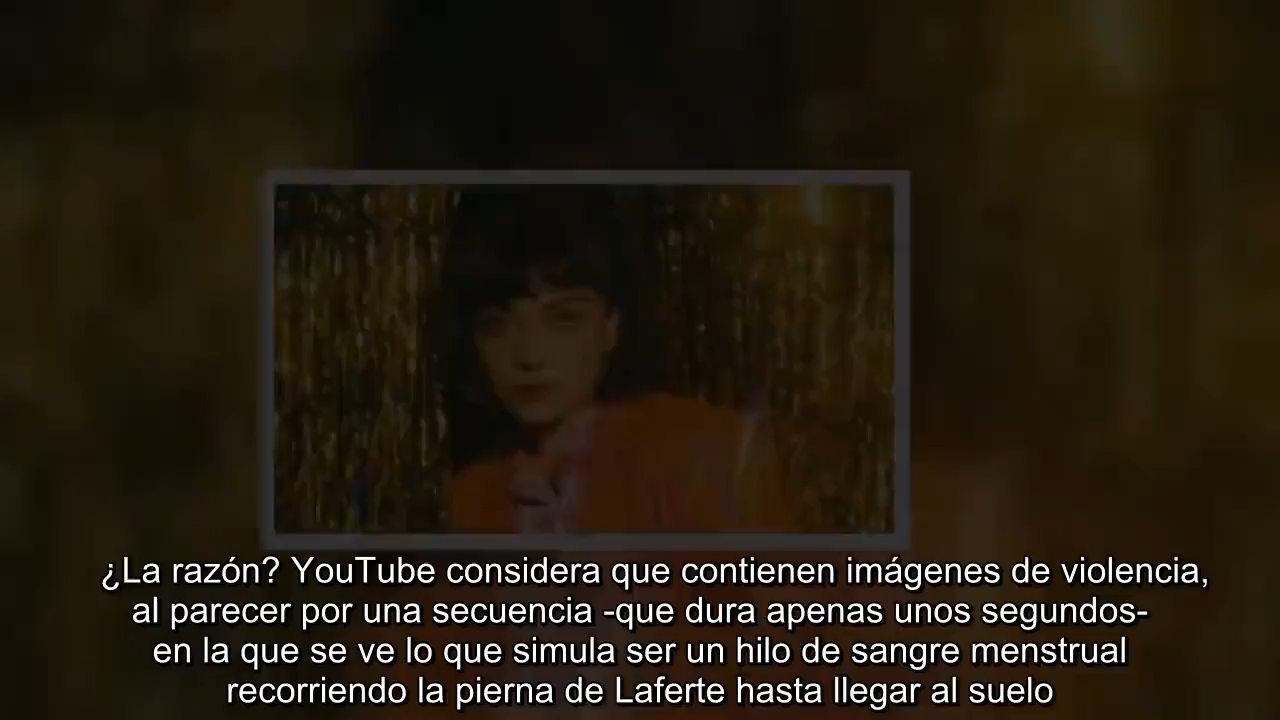 ¿La razón? YouTube considera que contienen imágenes de violencia,
al parecer por una secuencia -que dura apenas unos segundos-
en la que se ve lo que simula ser un hilo de sangre menstrual
recorriendo la pierna de Laferte hasta llegar al suelo